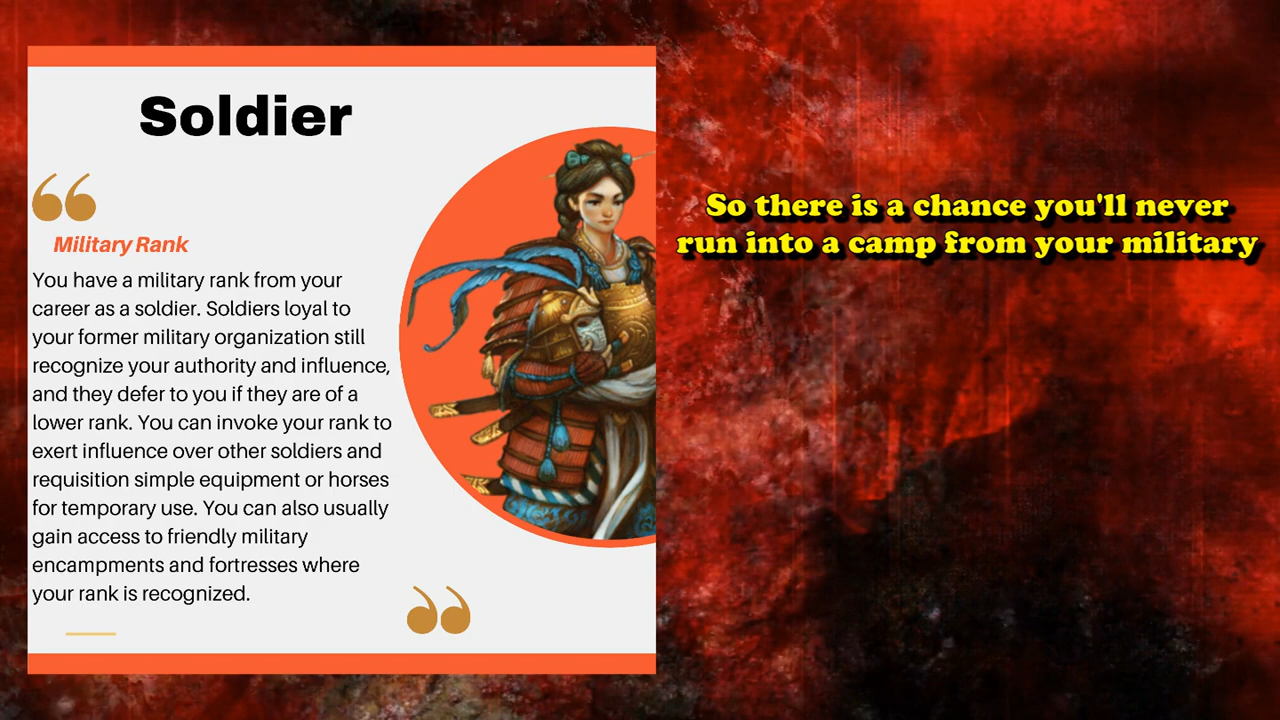 Soldier
Military Rank
You have a military rank from your
career as a soldier. Soldiers loyal to
your former military organization still
recognize your authority and influence,
and they defer to you if they are of a
lower rank. You can invoke your rank to
exert influence over other soldiers and
requisition simple equipment or horses
for temporary use. You can also usually
gain access to friendly military
encampments and fortresses where
your rank is recognized.
So there is a chance you'll never
run into a camp from your military